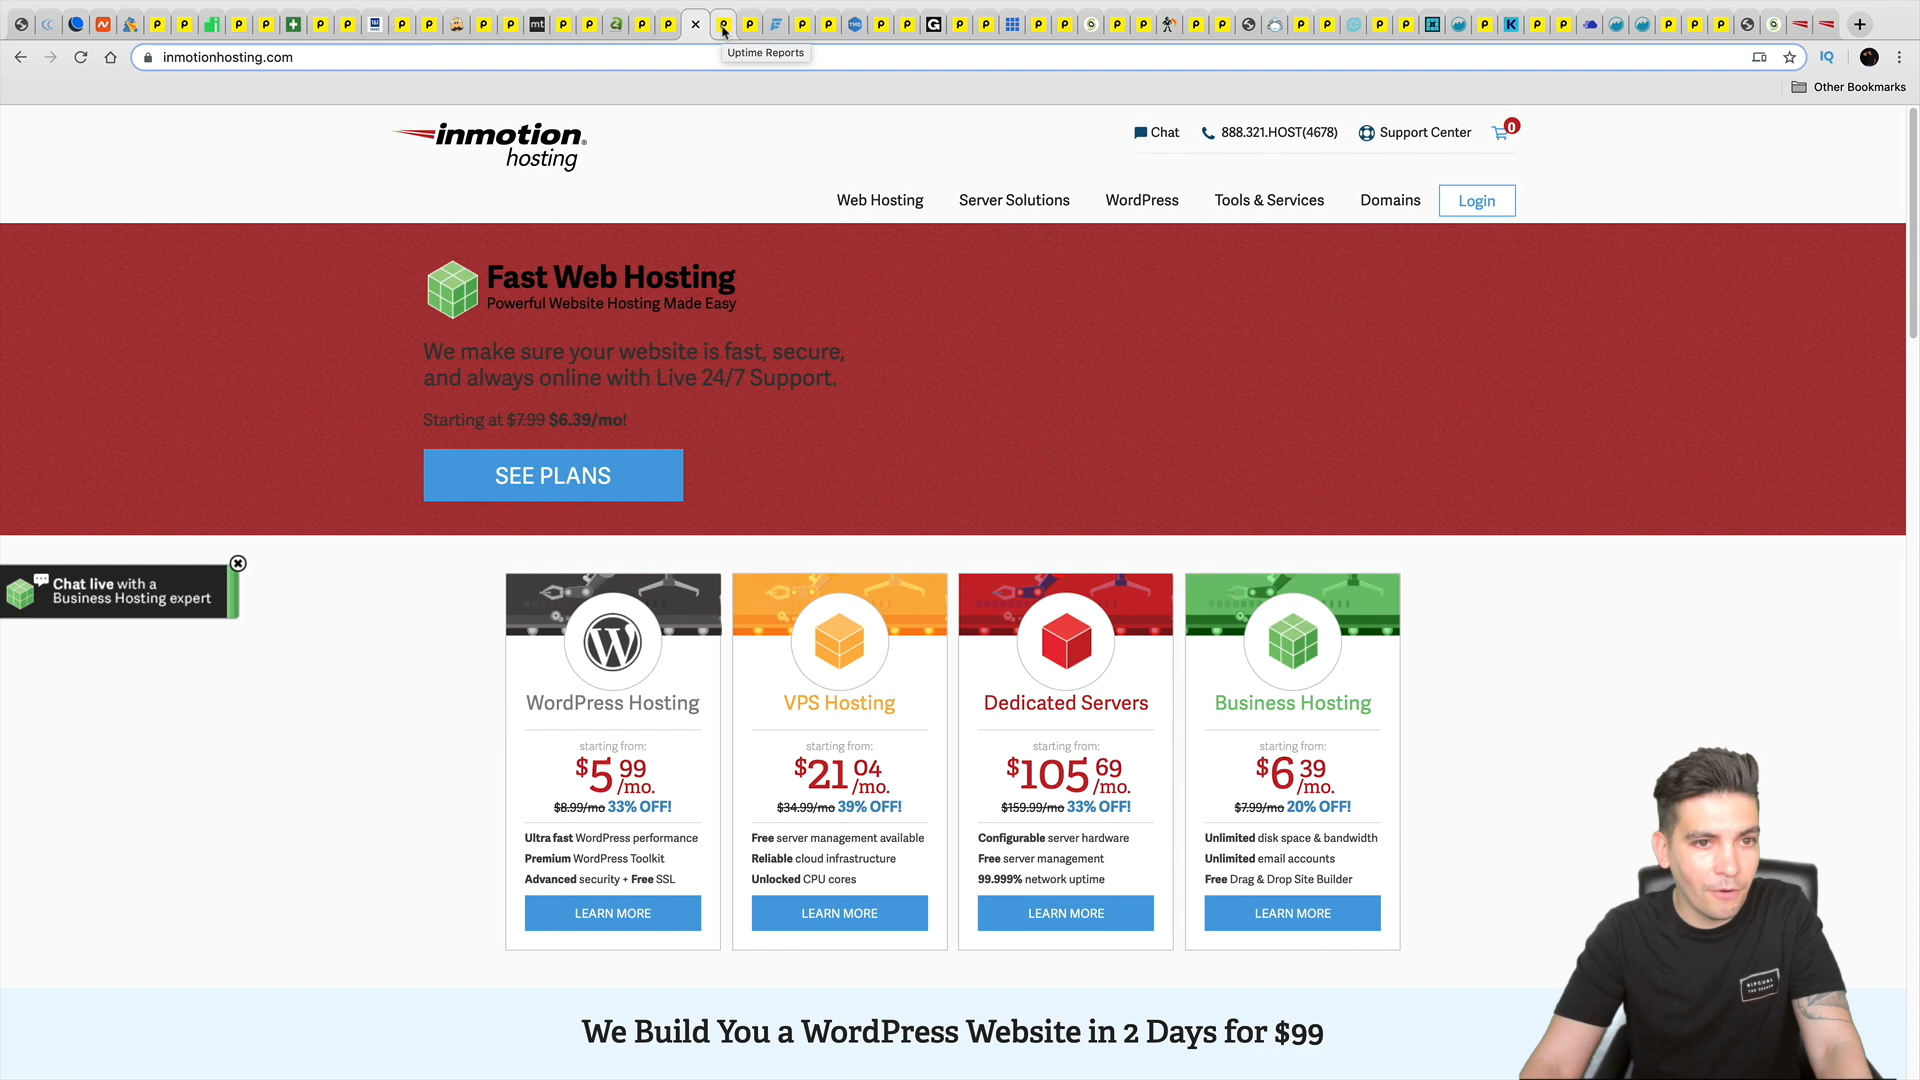 Uptime Reports
inmotionhosting.com
IQ
Other Bookmarks
inmotion
hosting
Chat
888.321.HOST(4678)
Support Center
0
Web Hosting
Server Solutions
WordPress
Tools & Services
Domains
Login
Fast Web Hosting
Powerful Website Hosting Made Easy
We make sure your website is fast, secure,
and always online with Live 24/7 Support.
Starting at $7.99 $6.39/mo!
SEE PLANS
Chat live with a
Business Hosting expert
WordPress Hosting
starting from:
$5 99 /mo.
$8.99/mo 33% OFF!
Ultra fast WordPress performance
Premium WordPress Toolkit
Advanced security + Free SSL
LEARN MORE
VPS Hosting
starting from:
$21 04 /mo.
$34.99/mo 39% OFF!
Free server management available
Reliable cloud infrastructure
Unlocked CPU cores
LEARN MORE
Dedicated Servers
starting from:
$105 69 /mo.
$159.99/mo 33% OFF!
Configurable server hardware
Free server management
99.999% network uptime
LEARN MORE
Business Hosting
starting from:
$6 39 /mo.
$7.99/mo 20% OFF!
Unlimited disk space & bandwidth
Unlimited email accounts
Free Drag & Drop Site Builder
LEARN MORE
We Build You a WordPress Website in 2 Days for $99
RIPCURL
THE SEARCH